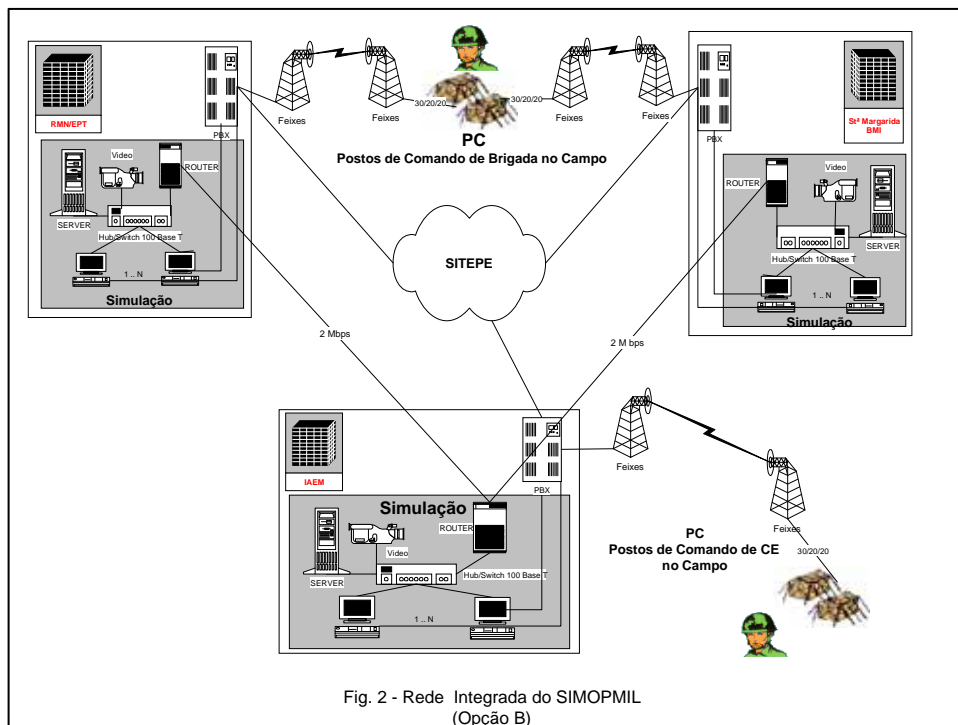 RMN/EPT
PBX
Feixes
Feixes
30/20/20
30/20/20
Feixes
Feixes
PC
Postos de Comando de Brigada no Campo
Stª Margarida
BMI
PBX
Video
ROUTER
SERVER
Hub/Switch 100 Base T
1 .. N
Simulação
SITEPE
ROUTER
Video
SERVER
Hub/Switch 100 Base T
1 .. N
Simulação
2 Mbps
2 M bps
IAEM
PBX
Feixes
Feixes
30/20/20
PC
Postos de Comando de CE
no Campo
Simulação
ROUTER
Video
SERVER
Hub/Switch 100 Base T
1 .. N
Fig. 2 - Rede Integrada do SIMOPMIL
(Opção B)